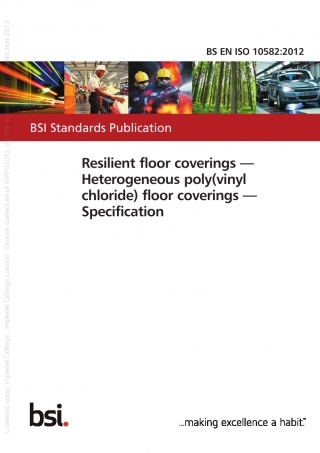 BS EN ISO 10582:2012
BSI Standards Publication
Resilient floor coverings —
Heterogeneous poly(vinyl
chloride) floor coverings —
Specification
bsi.
...making excellence a habit.™